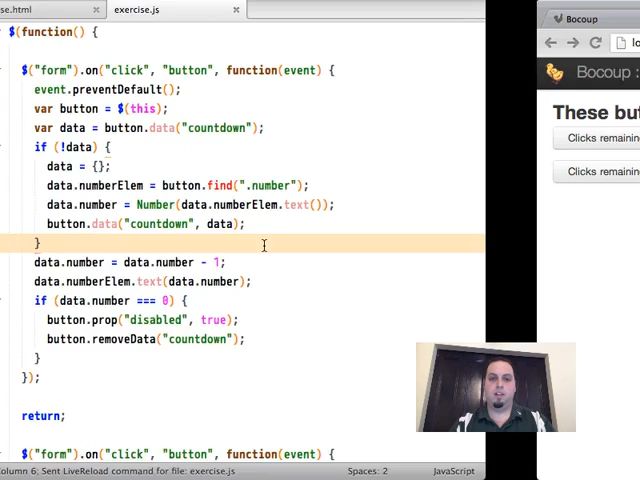 se.html
exercise.js
$(function() {
$("form").on("click", "button", function(event) {
event.preventDefault();
var button = $(this);
var data = button.data("countdown");
if (!data) {
data = {};
data.numberElem = button.find(".number");
data.number = Number(data.numberElem.text());
button.data("countdown", data);
}
data.number = data.number - 1;
data.numberElem.text(data.number);
if (data.number === 0) {
button.prop("disabled", true);
button.removeData("countdown");
}
});
return;
$("form").on("click", "button", function(event) {
Column 6; Sent LiveReload command for file: exercise.js
Spaces: 2
JavaScript
Bocoup
lo
Bocoup :
These bu
Clicks remainin
Clicks remainin